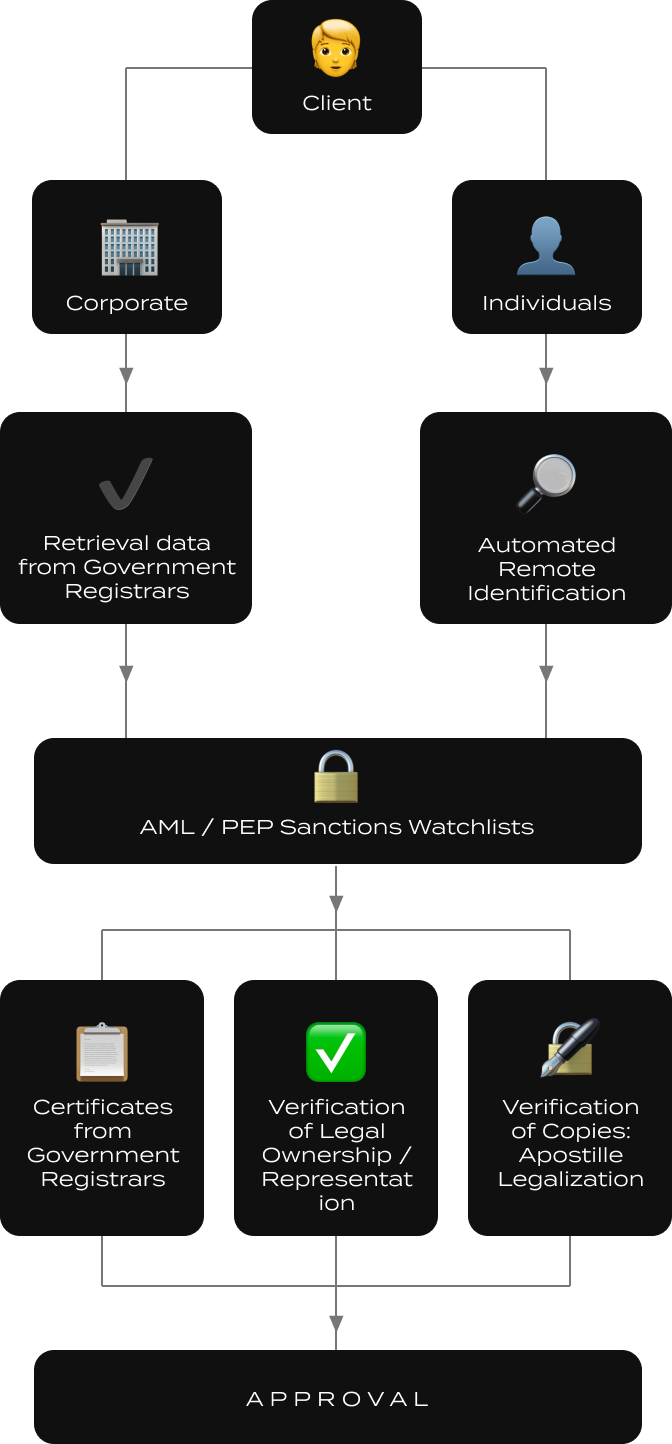 Client
Corporate
Individuals
Retrieval data
from Government
Registrars
Automated
Remote
Identification
AML / PEP Sanctions Watchlists
Certificates
from
Government
Registrars
Verification
of Legal
Ownership /
Representat
ion
Verification
of Copies:
Apostille
Legalization
APPROVAL